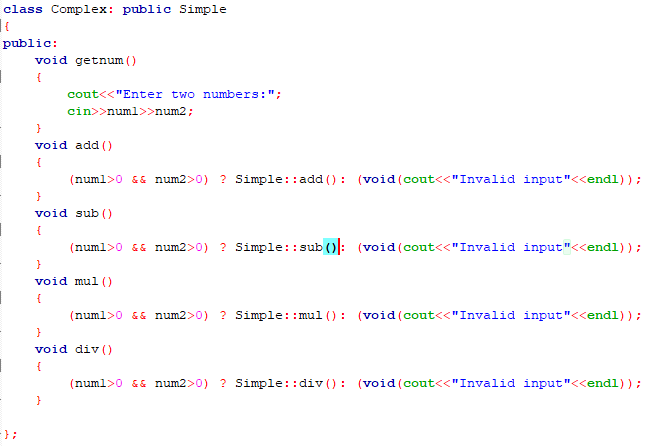 class Complex: public Simple
{
public:
    void getnum()
    {
        cout<<"Enter two numbers:";
        cin>>num1>>num2;
    }
    void add()
    {
        (num1>0 && num2>0) ? Simple::add(): (void(cout<<"Invalid input"<<endl));
    }
    void sub()
    {
        (num1>0 && num2>0) ? Simple::sub(): (void(cout<<"Invalid input"<<endl));
    }
    void mul()
    {
        (num1>0 && num2>0) ? Simple::mul(): (void(cout<<"Invalid input"<<endl));
    }
    void div()
    {
        (num1>0 && num2>0) ? Simple::div(): (void(cout<<"Invalid input"<<endl));
    }
};